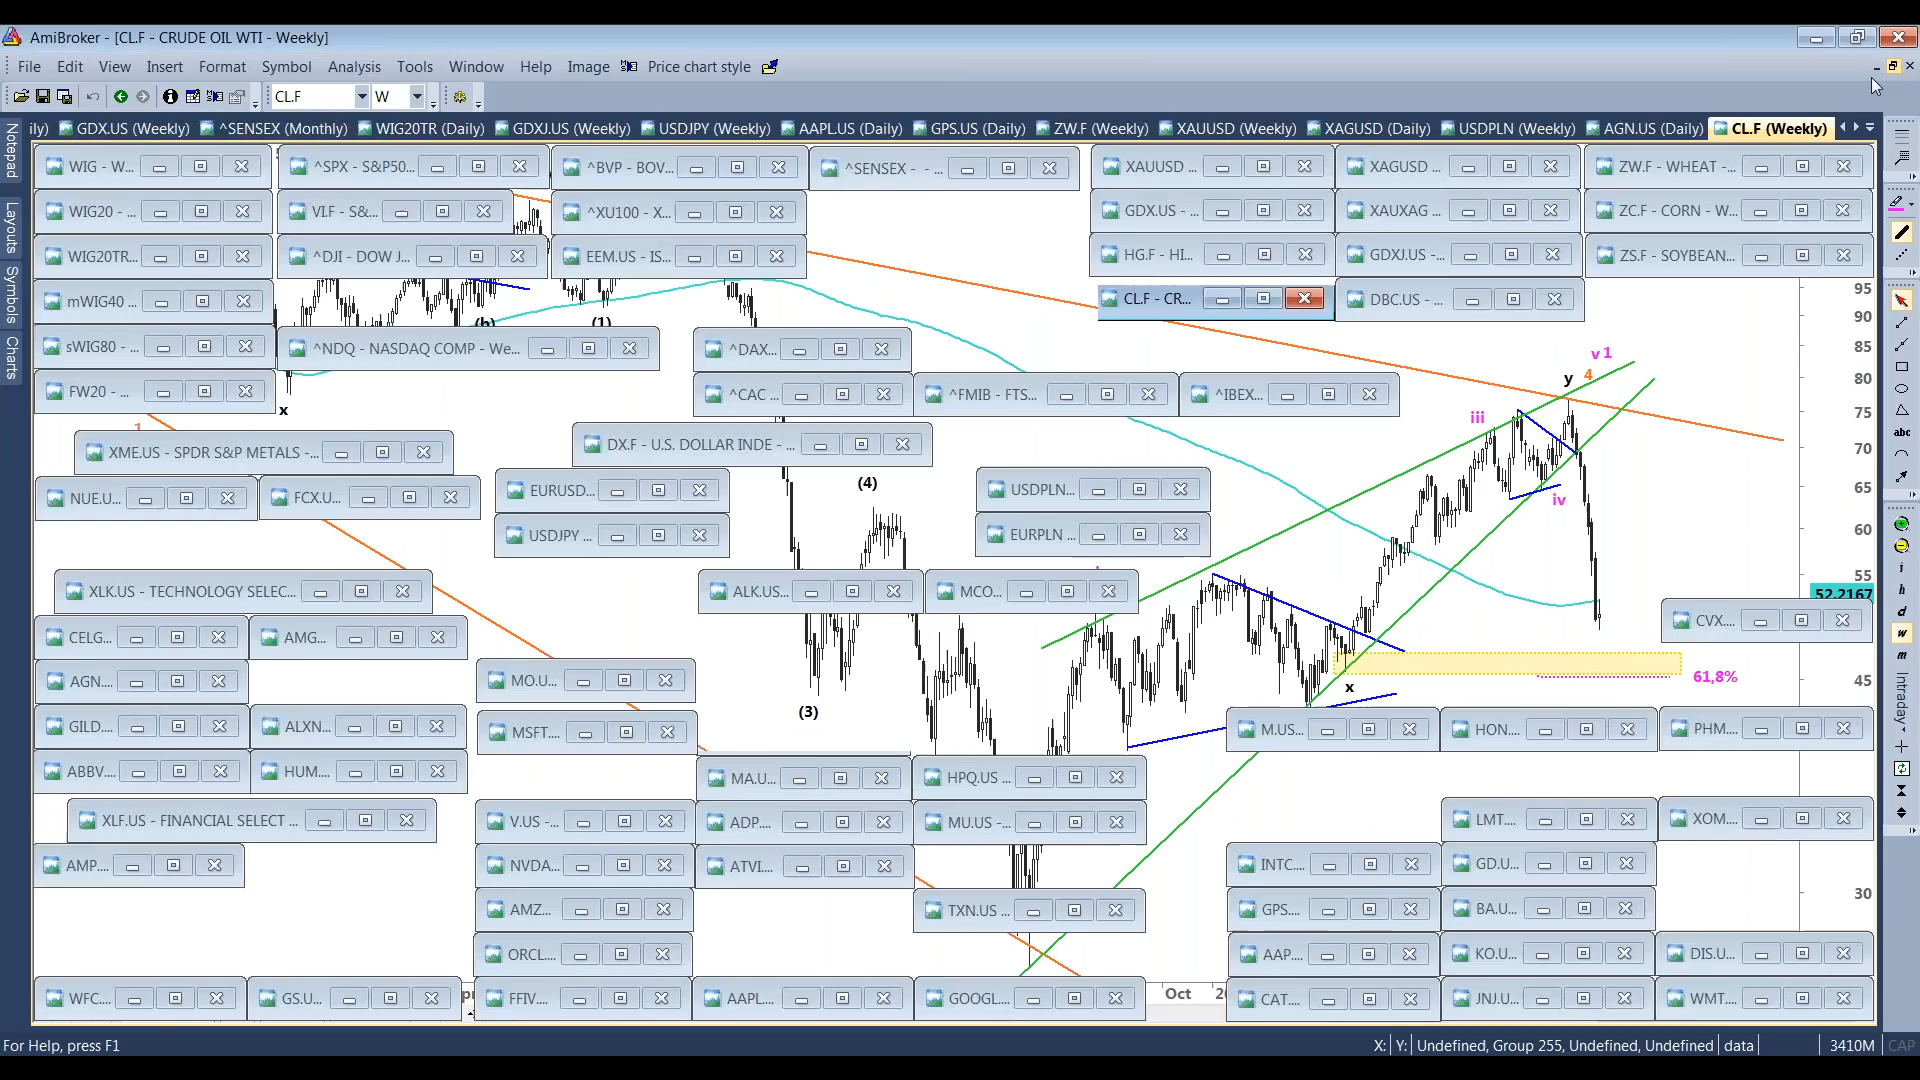 AmiBroker - [CL.F - CRUDE OIL WTI - Weekly]
File Edit View Insert Format Symbol Analysis Tools Window Help Image Price chart style
CL.F W
ily) GDX.US (Weekly) ^SENSEX (Monthly) WIG20TR (Daily) GDXJ.US (Weekly) USDJPY (Weekly) AAPL.US (Daily) GPS.US (Daily) ZW.F (Weekly) XAUUSD (Weekly) XAGUSD (Daily) USDPLN (Weekly) AGN.US (Daily) CL.F (Weekly)
Notepad
Layouts
Symbols
Charts
WIG - W... ^SPX - S&P50... ^BVP - BOV... ^SENSEX - - ... XAUUSD ... XAGUSD ... ZW.F - WHEAT -...
WIG20 - ... VI.F - S&... ^XU100 - X... GDX.US - ... XAUXAG ... ZC.F - CORN - W...
WIG20TR... ^DJI - DOW J... EEM.US - IS... HG.F - HI... GDXJ.US -... ZS.F - SOYBEAN...
mWIG40 ... CL.F - CR... DBC.US - ... 95
(1) 90
sWIG80 - ... ^NDQ - NASDAQ COMP - We... ^DAX... v 1 85
FW20 - ... ^CAC ... ^FMIB - FTS... ^IBEX... y 4 80
x iii 75
1
XME.US - SPDR S&P METALS -... DX.F - U.S. DOLLAR INDE - ... 70
NUE.U... FCX.U... EURUSD... (4) USDPLN... iv 65
USDJPY ... EURPLN ... 60
55
XLK.US - TECHNOLOGY SELEC... ALK.US... MCO... 52.2167
CELG... AMG... CVX....
AGN.... MO.U... x 61,8% 45
GILD.... ALXN... MSFT.... (3) M.US... HON.... PHM....
ABBV.... HUM.... MA.U... HPQ.US ...
XLF.US - FINANCIAL SELECT ... V.US -... ADP.... MU.US -... LMT.... XOM....
AMP.... NVDA... ATVI... INTC.... GD.U...
30
AMZ... TXN.US ... GPS.... BA.U...
ORCL... AAP.... KO.U... DIS.U...
WFC.... GS.U... FFIV.... AAPL... GOOGL... Oct CAT.... JNJ.U... WMT....
abc
i
h
d
w
m
Intraday
For Help, press F1 X: Y: Undefined, Group 255, Undefined, Undefined data 3410M CAP